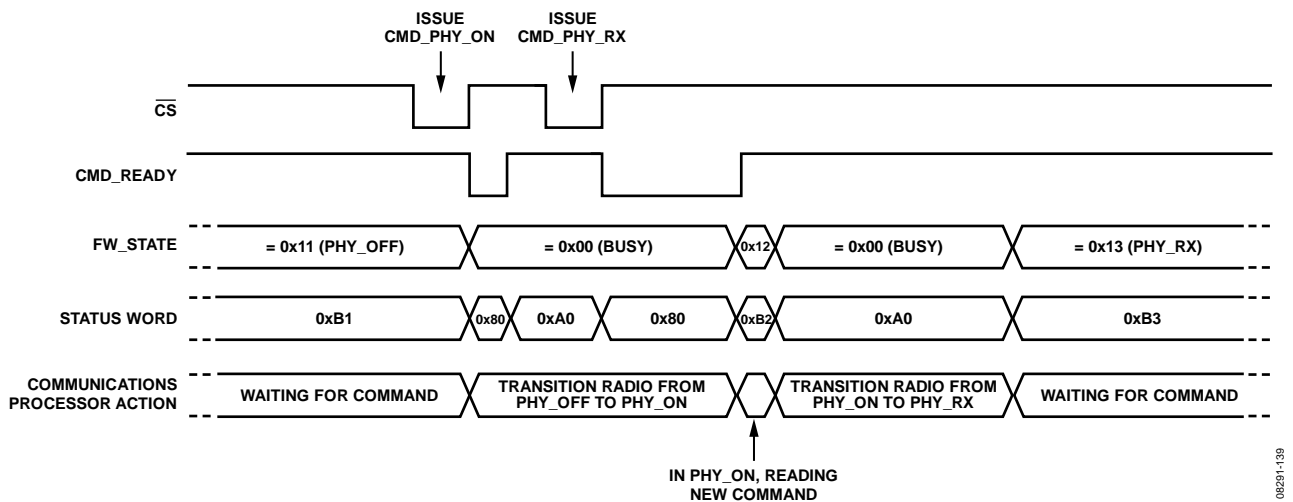 ISSUE
CMD_PHY_ON
ISSUE
CMD_PHY_RX
CS
CMD_READY
FW_STATE
= 0x11 (PHY_OFF)
= 0x00 (BUSY)
0x12
= 0x00 (BUSY)
= 0x13 (PHY_RX)
STATUS WORD
0xB1
0x80
0xA0
0x80
0xB2
0xA0
0xB3
COMMUNICATIONS
PROCESSOR ACTION
WAITING FOR COMMAND
TRANSITION RADIO FROM
PHY_OFF TO PHY_ON
TRANSITION RADIO FROM
PHY_ON TO PHY_RX
WAITING FOR COMMAND
IN PHY_ON, READING
NEW COMMAND
08291-139